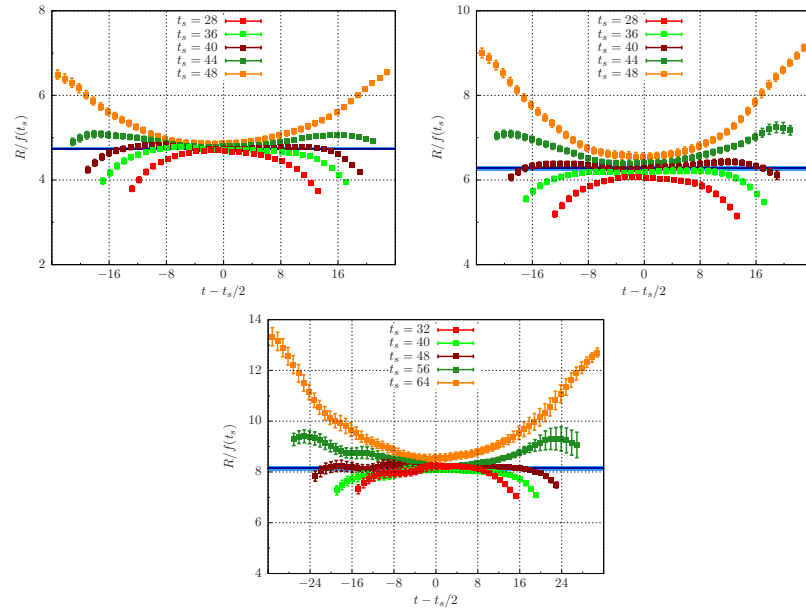 8
6
4
2
−16
−8
0
8
16
R/f(t_s)
t − t_s/2
t_s = 28
t_s = 36
t_s = 40
t_s = 44
t_s = 48
10
8
6
4
−16
−8
0
8
16
R/f(t_s)
t − t_s/2
t_s = 28
t_s = 36
t_s = 40
t_s = 44
t_s = 48
14
12
10
8
6
4
−24
−16
−8
0
8
16
24
R/f(t_s)
t − t_s/2
t_s = 32
t_s = 40
t_s = 48
t_s = 56
t_s = 64